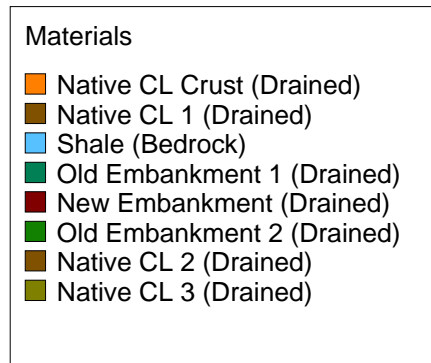 Materials
Native CL Crust (Drained)
Native CL 1 (Drained)
Shale (Bedrock)
Old Embankment 1 (Drained)
New Embankment (Drained)
Old Embankment 2 (Drained)
Native CL 2 (Drained)
Native CL 3 (Drained)